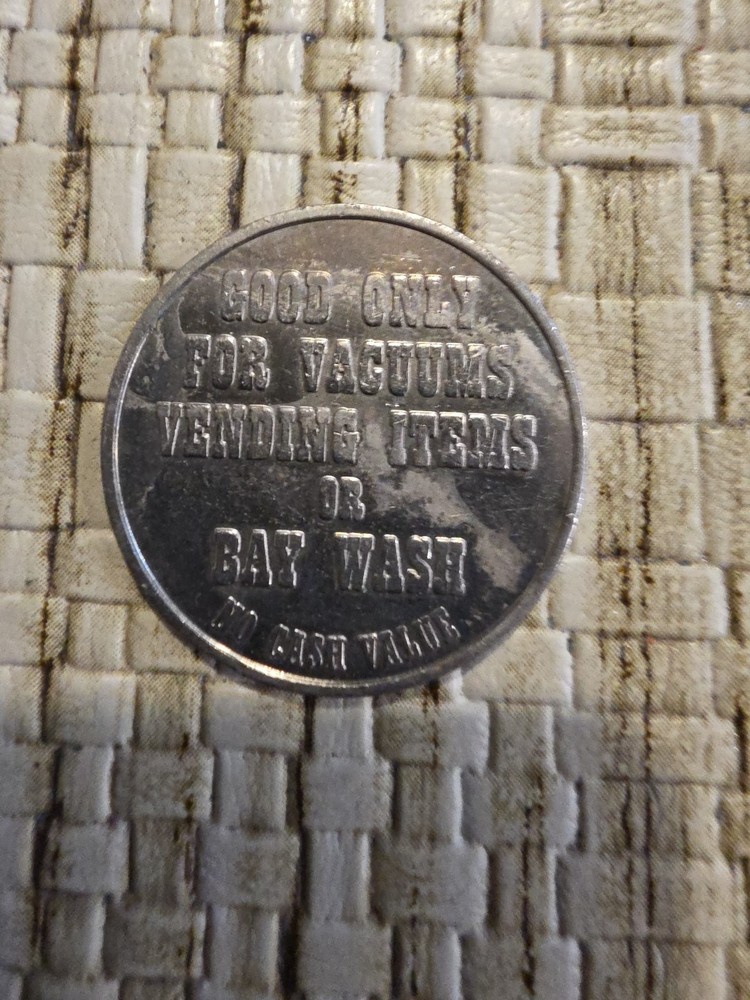 GOOD ONLY
FOR VACUUMS
VENDING ITEMS
OR
BAY WASH
NO CASH VALUE